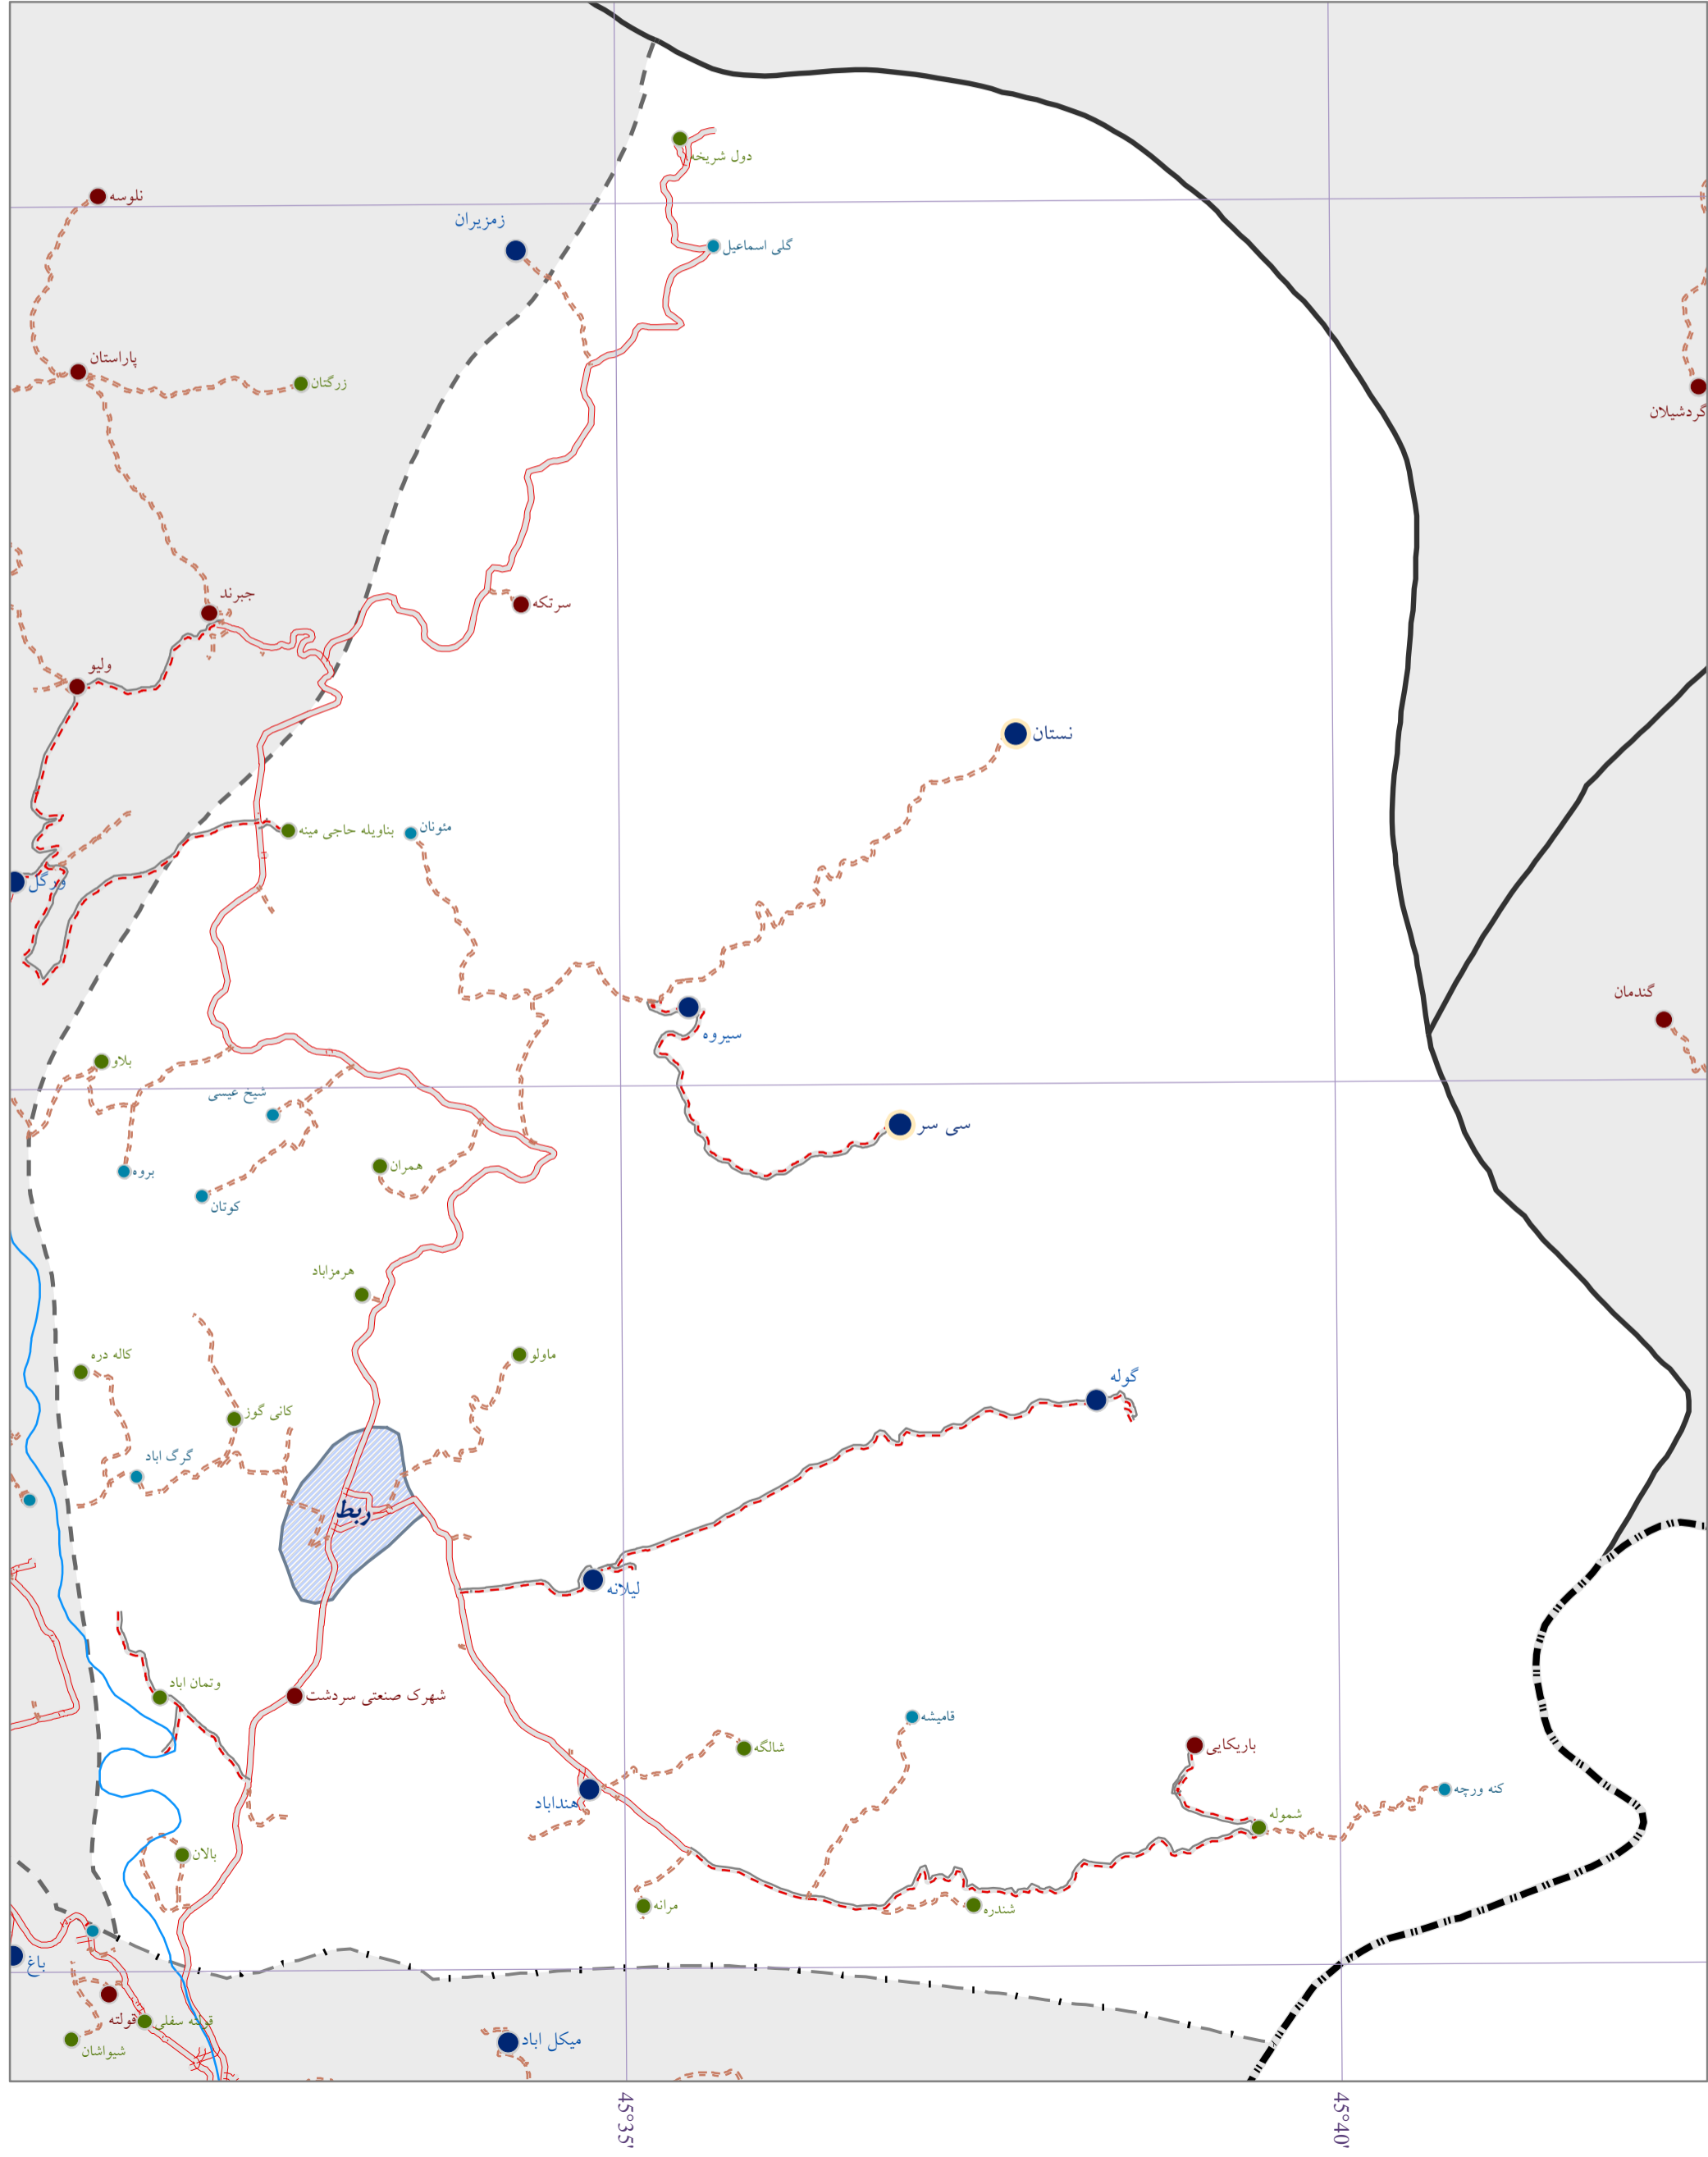 دول شریخه
نلوسه
زمزیران
گلی اسماعیل
پاراستان
زرگتان
گردشیلان
جبرند
سرتکه
ولیو
نستان
مئونان
بناویله حاجی مینه
ورگل
گندمان
سیروه
بلاو
شیخ عیسی
سی سر
همران
بروه
کوتان
هرمزاباد
ماولو
کاله دره
گوله
کانی گوز
گرگ اباد
ربط
لیلانه
وتمان اباد
شهرک صنعتی سردشت
قامیشه
باریکایی
شالگه
کنه ورچه
هنداباد
شموله
بالان
مرانه
شندره
باغ
قولته
قولته سفلی
میکل اباد
شیواشان
45°35'
45°40'